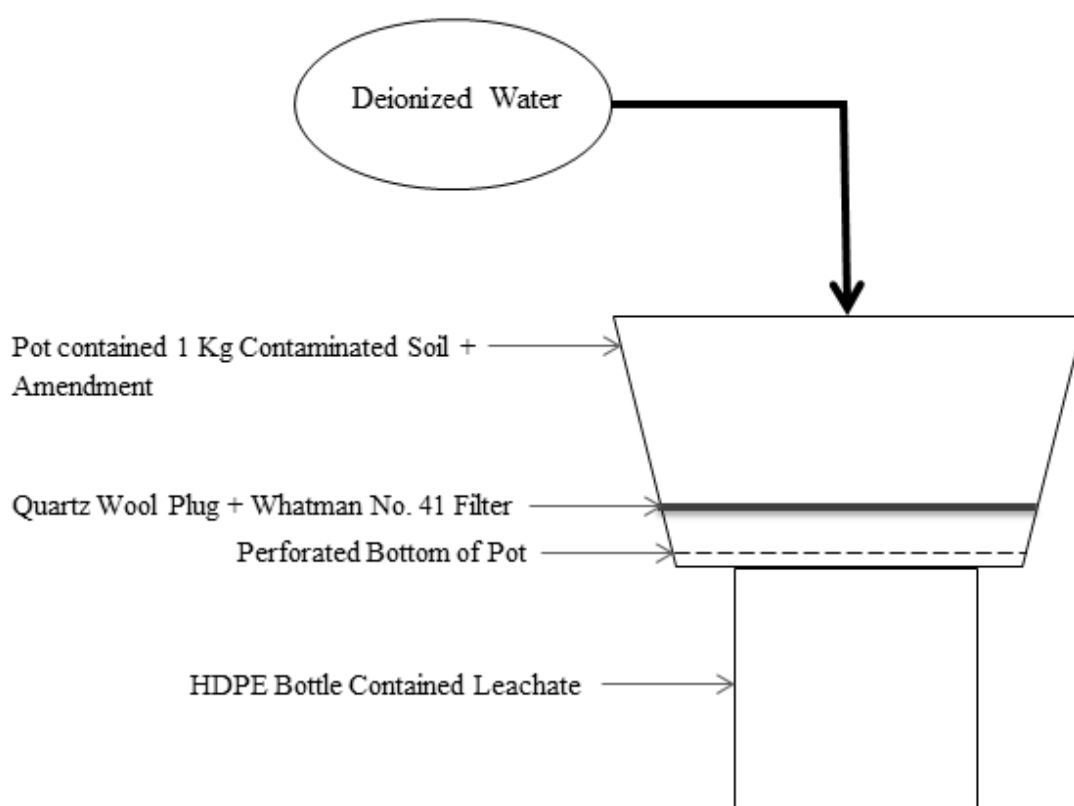 Deionized Water
Pot contained 1 Kg Contaminated Soil +
Amendment
Quartz Wool Plug + Whatman No. 41 Filter
Perforated Bottom of Pot
HDPE Bottle Contained Leachate